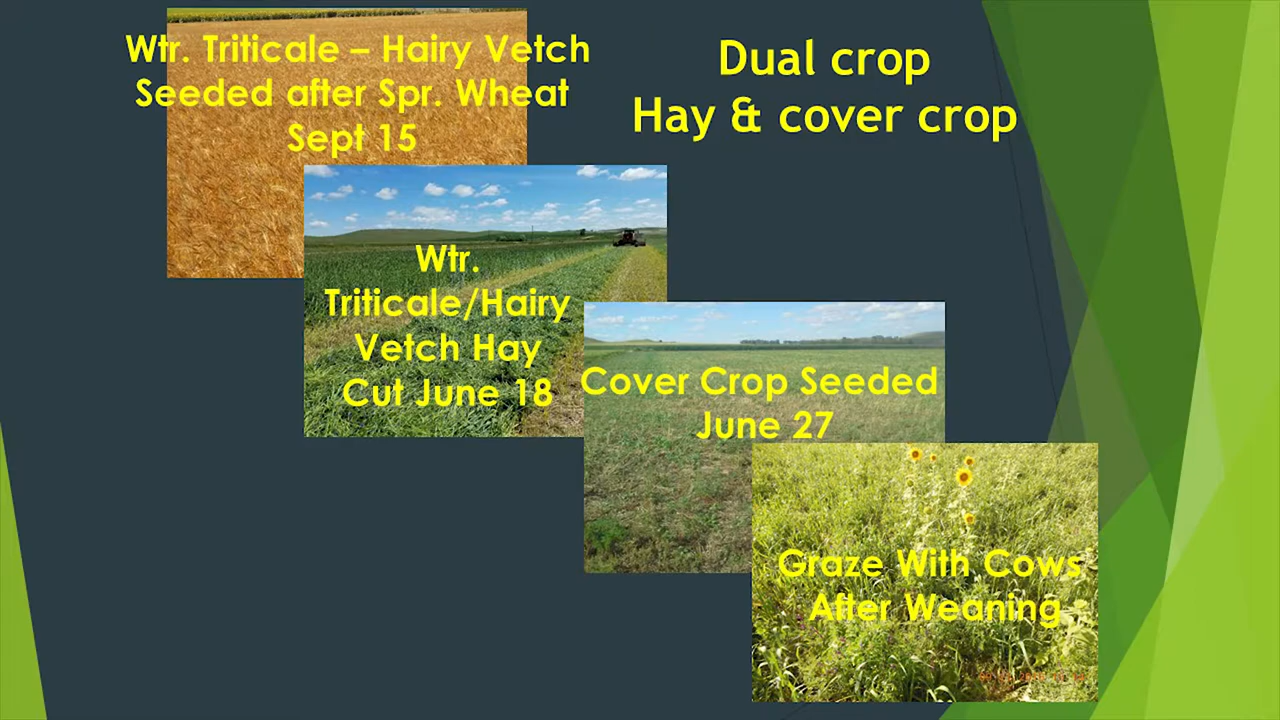 Wtr. Triticale – Hairy Vetch
Seeded after Spr. Wheat
Sept 15
Dual crop
Hay & cover crop
Wtr.
Triticale/Hairy
Vetch Hay
Cut June 18
Cover Crop Seeded
June 27
Graze With Cows
After Weaning